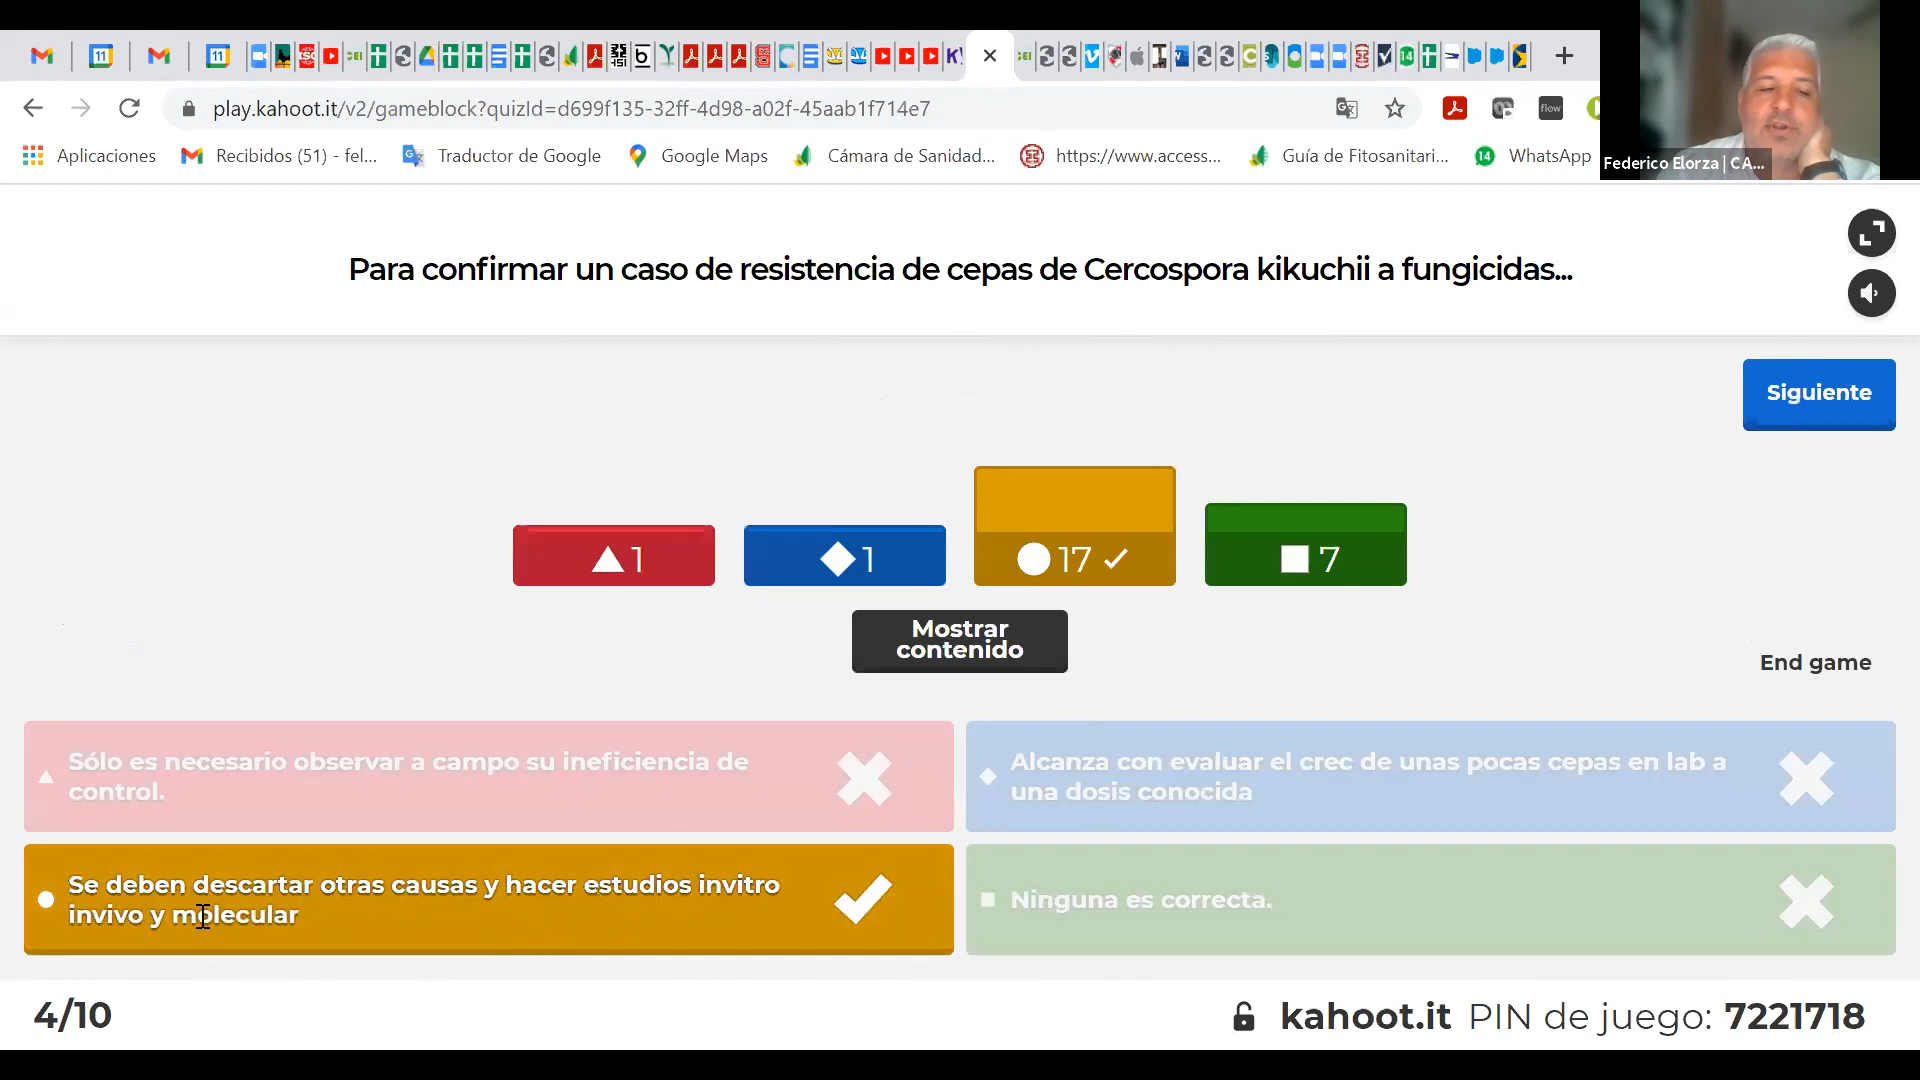 play.kahoot.it/v2/gameblock?quizId=d699f135-32ff-4d98-a02f-45aab1f714e7
Aplicaciones
Recibidos (51) - fel...
Traductor de Google
Google Maps
Cámara de Sanidad...
https://www.access...
Guía de Fitosanitari...
WhatsApp
Federico Elorza | CA...
Para confirmar un caso de resistencia de cepas de Cercospora kikuchii a fungicidas...
Siguiente
1
1
17
7
Mostrar
contenido
End game
Sólo es necesario observar a campo su ineficiencia de
control.
Alcanza con evaluar el crec de unas pocas cepas en lab a
una dosis conocida
Se deben descartar otras causas y hacer estudios invitro
invivo y molecular
Ninguna es correcta.
4/10
kahoot.it PIN de juego: 7221718